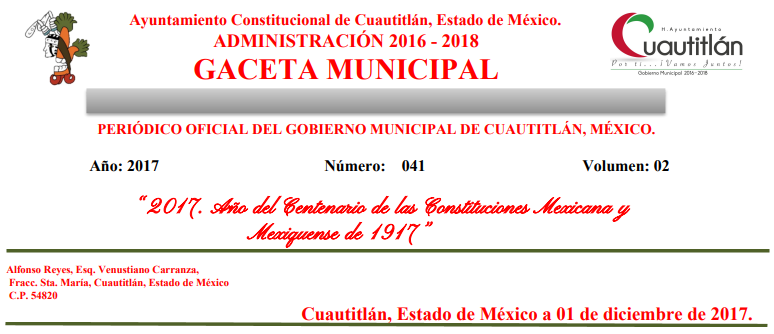 Ayuntamiento Constitucional de Cuautitlán, Estado de México.
ADMINISTRACIÓN 2016 - 2018
GACETA MUNICIPAL
H. Ayuntamiento
Cuautitlán
Por ti...¡Vamos Juntos!
Gobierno Municipal 2016-2018
PERIÓDICO OFICIAL DEL GOBIERNO MUNICIPAL DE CUAUTITLÁN, MÉXICO.
Año: 2017 Número: 041 Volumen: 02
“2017. Año del Centenario de las Constituciones Mexicana y
Mexiquense de 1917”
Alfonso Reyes, Esq. Venustiano Carranza,
Fracc. Sta. María, Cuautitlán, Estado de México
C.P. 54820
Cuautitlán, Estado de México a 01 de diciembre de 2017.